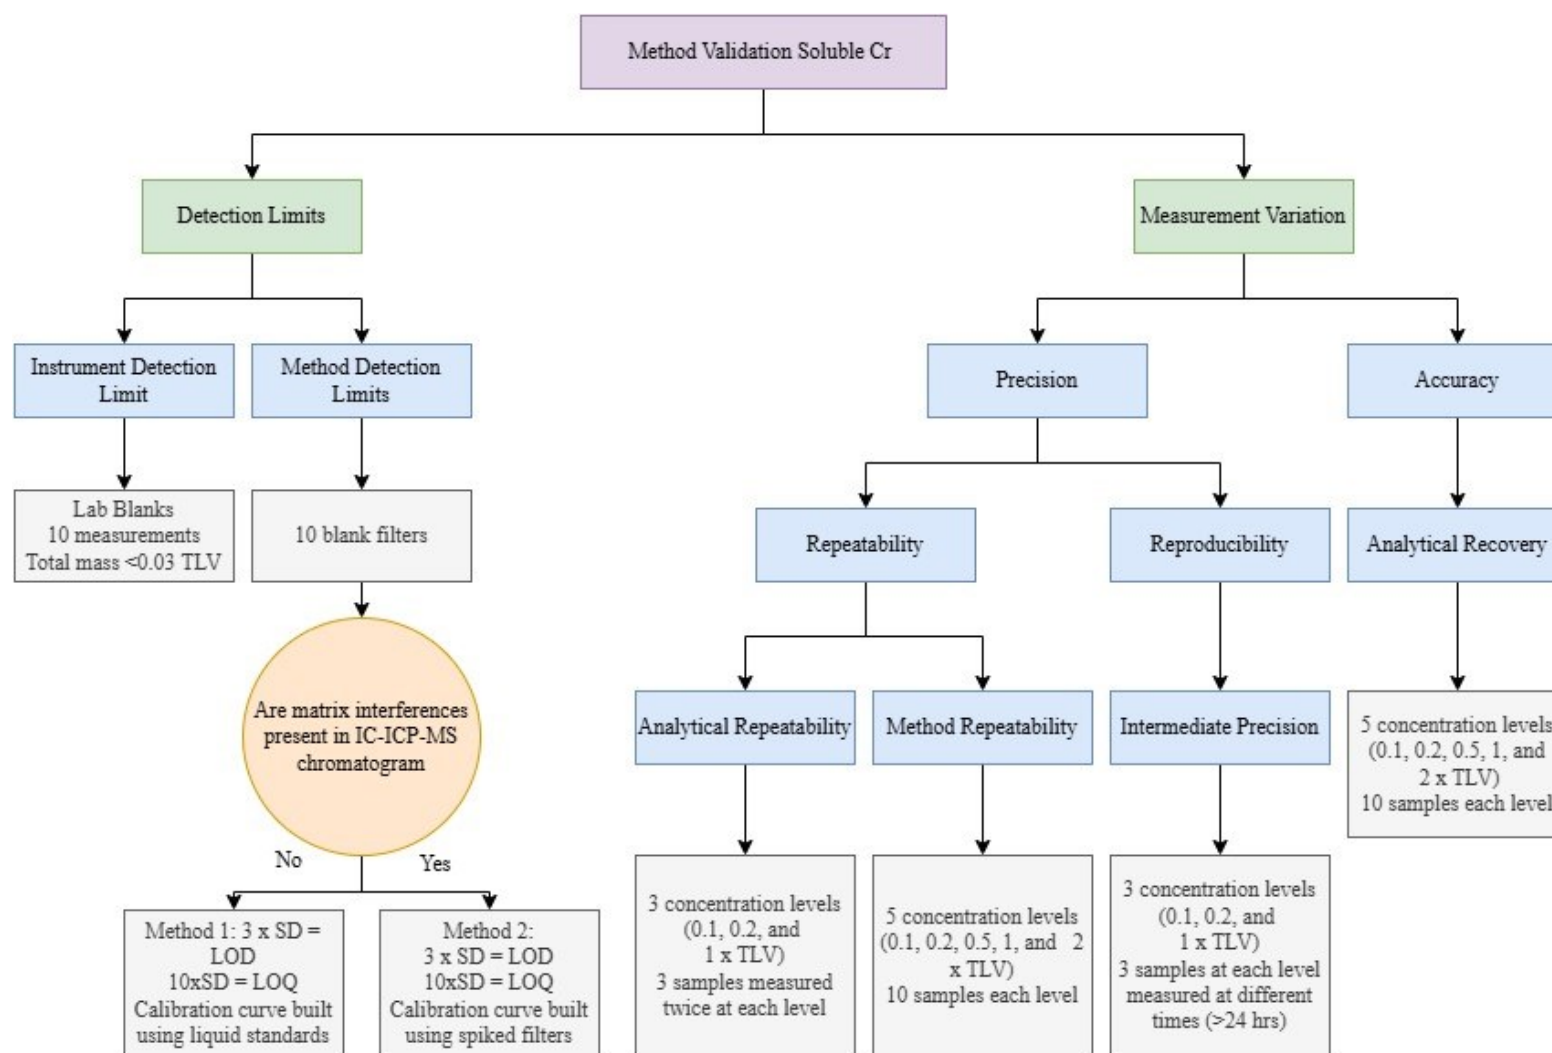 Method Validation Soluble Cr
Detection Limits
Measurement Variation
Instrument Detection
Limit
Method Detection
Limits
Precision
Accuracy
Lab Blanks
10 measurements
Total mass <0.03 TLV
10 blank filters
Repeatability
Reproducibility
Analytical Recovery
Are matrix interferences
present in IC-ICP-MS
chromatogram
Analytical Repeatability
Method Repeatability
Intermediate Precision
5 concentration levels
(0.1, 0.2, 0.5, 1, and
2 x TLV)
10 samples each level
No
Yes
Method 1: 3 x SD =
LOD
10xSD = LOQ
Calibration curve built
using liquid standards
Method 2:
3 x SD = LOD
10xSD = LOQ
Calibration curve built
using spiked filters
3 concentration levels
(0.1, 0.2, and
1 x TLV)
3 samples measured
twice at each level
5 concentration levels
(0.1, 0.2, 0.5, 1, and 2
x TLV)
10 samples each level
3 concentration levels
(0.1, 0.2, and
1 x TLV)
3 samples at each level
measured at different
times (>24 hrs)